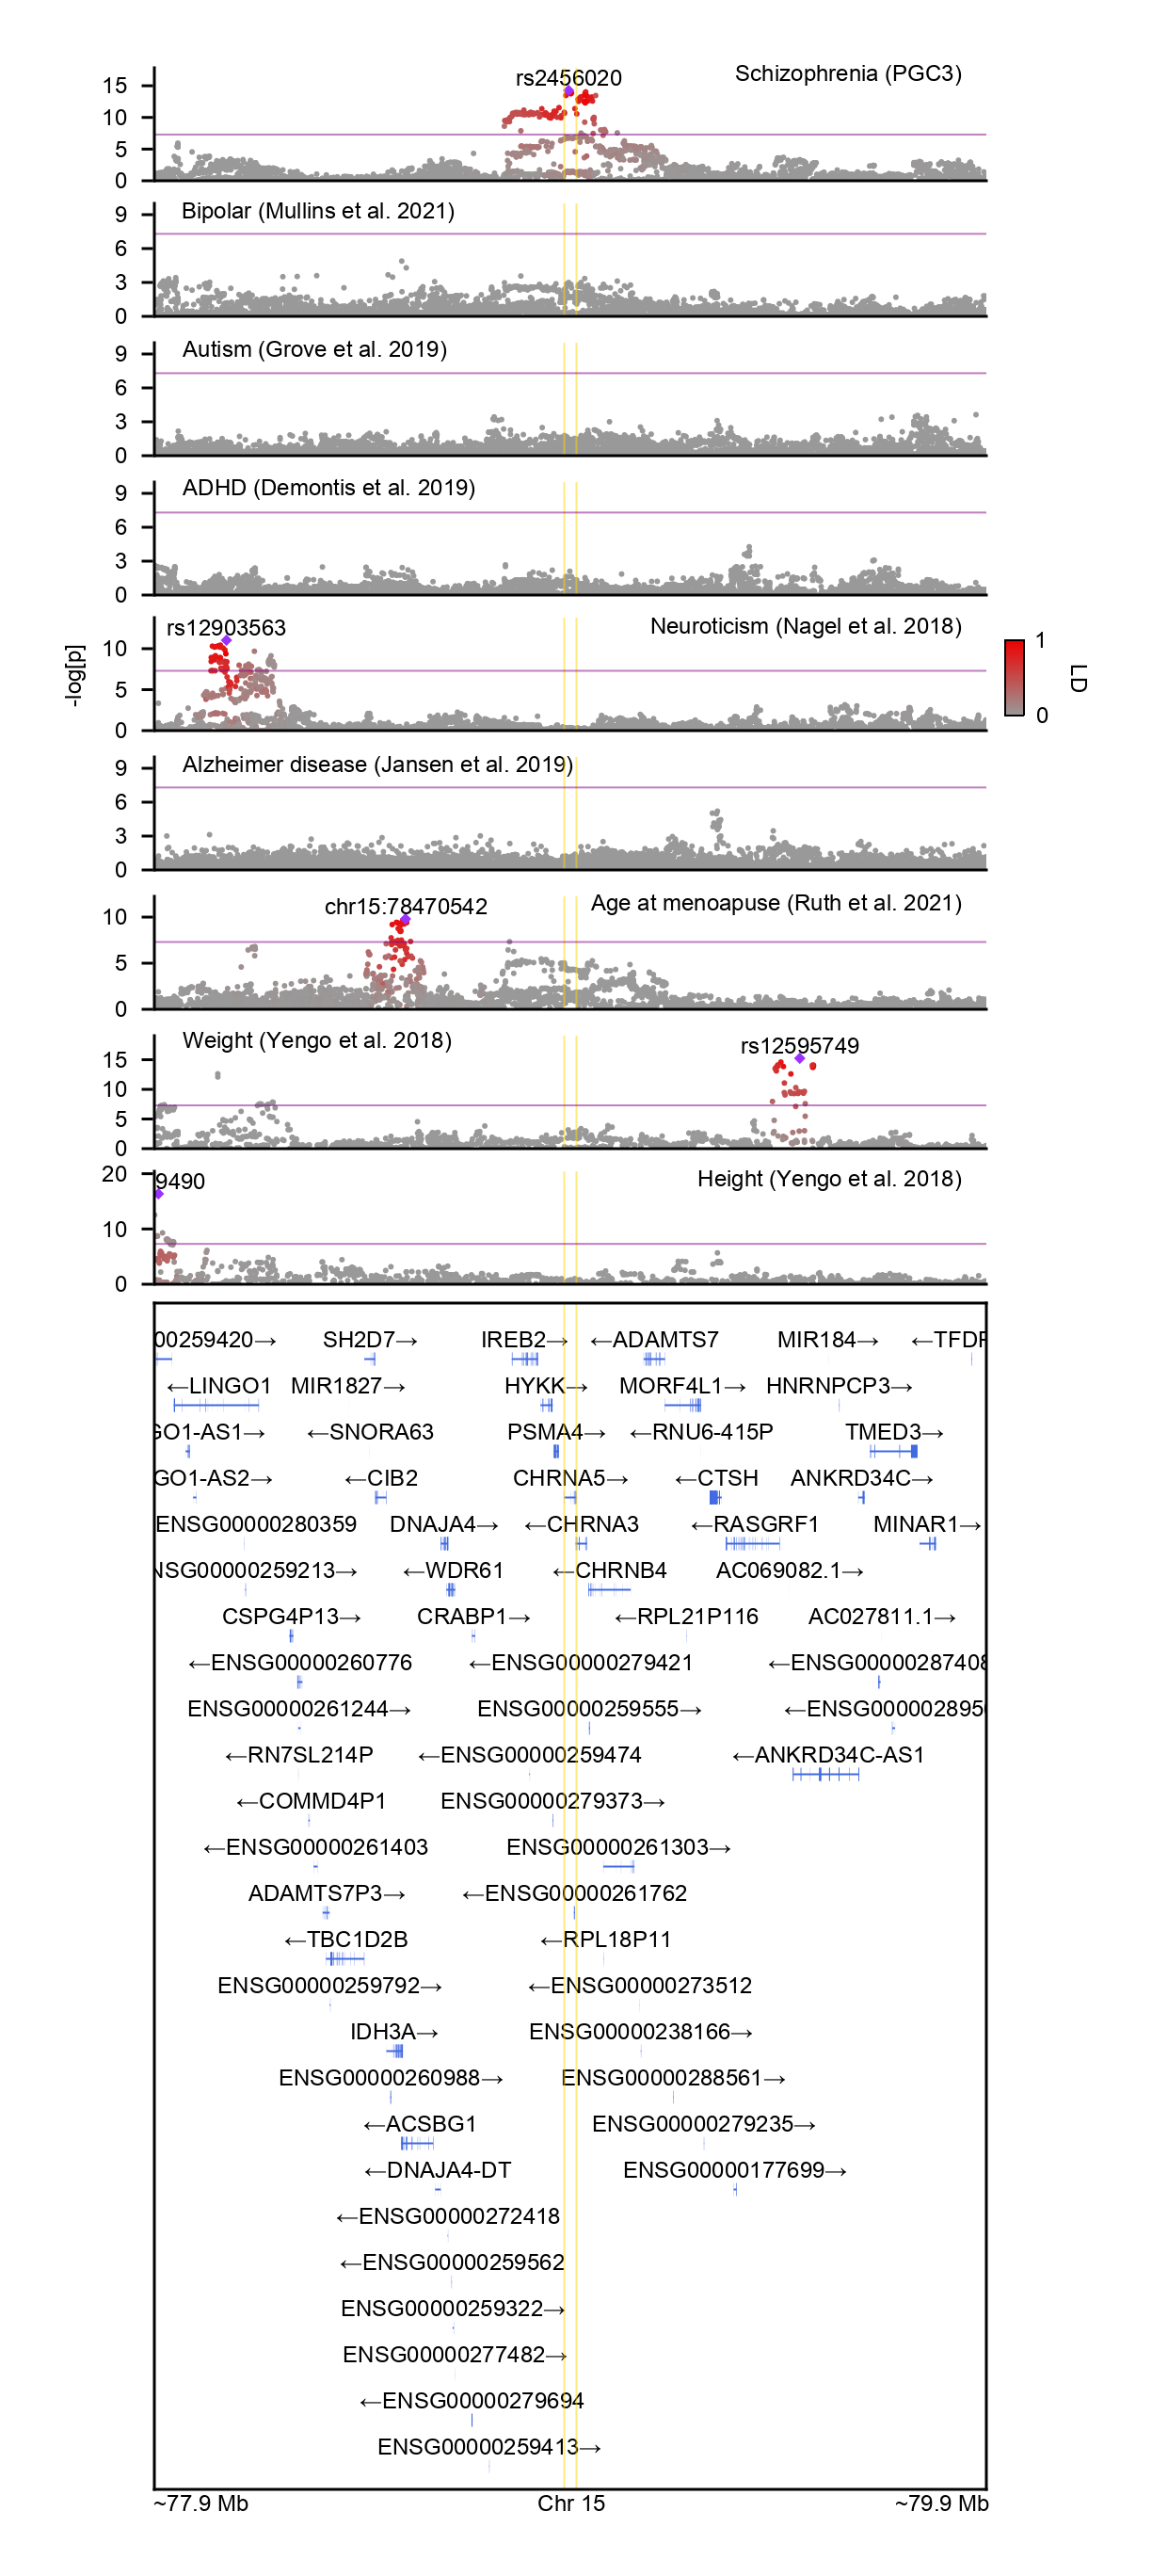 rs2456020
Schizophrenia (PGC3)
15
10
5
0
Bipolar (Mullins et al. 2021)
9
6
3
0
Autism (Grove et al. 2019)
9
6
3
0
ADHD (Demontis et al. 2019)
9
6
3
0
rs12903563
Neuroticism (Nagel et al. 2018)
10
5
0
-log[p]
1
0
LD
Alzheimer disease (Jansen et al. 2019)
9
6
3
0
chr15:78470542
Age at menoapuse (Ruth et al. 2021)
10
5
0
Weight (Yengo et al. 2018)
rs12595749
15
10
5
0
20
9490
Height (Yengo et al. 2018)
10
0
00259420→ SH2D7→ IREB2→ ←ADAMTS7 MIR184→ ←TFDP
←LINGO1 MIR1827→ HYKK→ MORF4L1→ HNRNPCP3→
GO1-AS1→ ←SNORA63 PSMA4→ ←RNU6-415P TMED3→
GO1-AS2→ ←CIB2 CHRNA5→ ←CTSH ANKRD34C→
ENSG00000280359 DNAJA4→ ←CHRNA3 ←RASGRF1 MINAR1→
NSG00000259213→ ←WDR61 ←CHRNB4 AC069082.1→
CSPG4P13→ CRABP1→ ←RPL21P116 AC027811.1→
←ENSG00000260776 ←ENSG00000279421 ←ENSG00000287408
ENSG00000261244→ ENSG00000259555→ ←ENSG000002895
←RN7SL214P ←ENSG00000259474 ←ANKRD34C-AS1
←COMMD4P1 ENSG00000279373→
←ENSG00000261403 ENSG00000261303→
ADAMTS7P3→ ←ENSG00000261762
←TBC1D2B ←RPL18P11
ENSG00000259792→ ←ENSG00000273512
IDH3A→ ENSG00000238166→
ENSG00000260988→ ENSG00000288561→
←ACSBG1 ENSG00000279235→
←DNAJA4-DT ENSG00000177699→
←ENSG00000272418
←ENSG00000259562
ENSG00000259322→
ENSG00000277482→
←ENSG00000279694
ENSG00000259413→
~77.9 Mb Chr 15 ~79.9 Mb